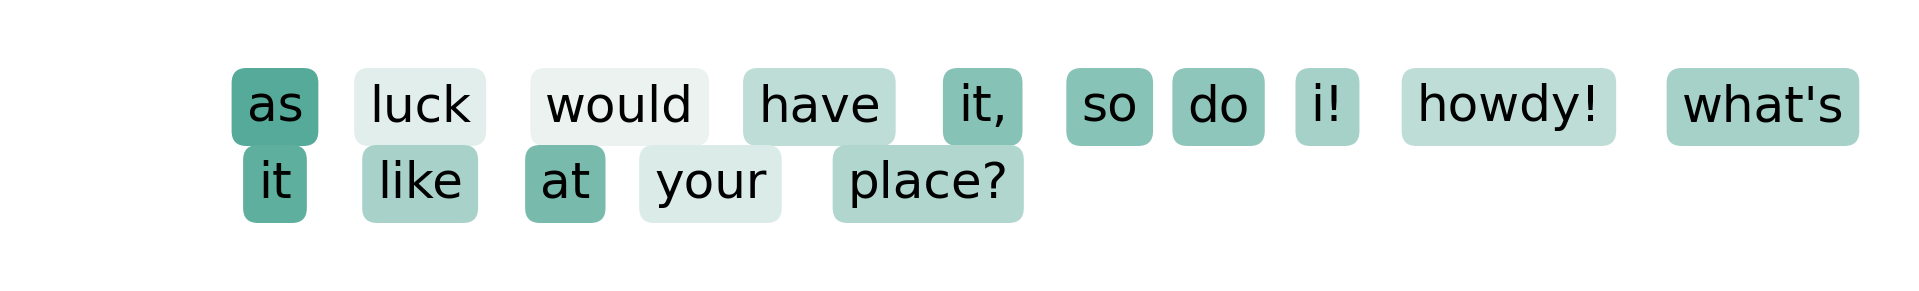 as luck would have it, so do i! howdy! what's
it like at your place?